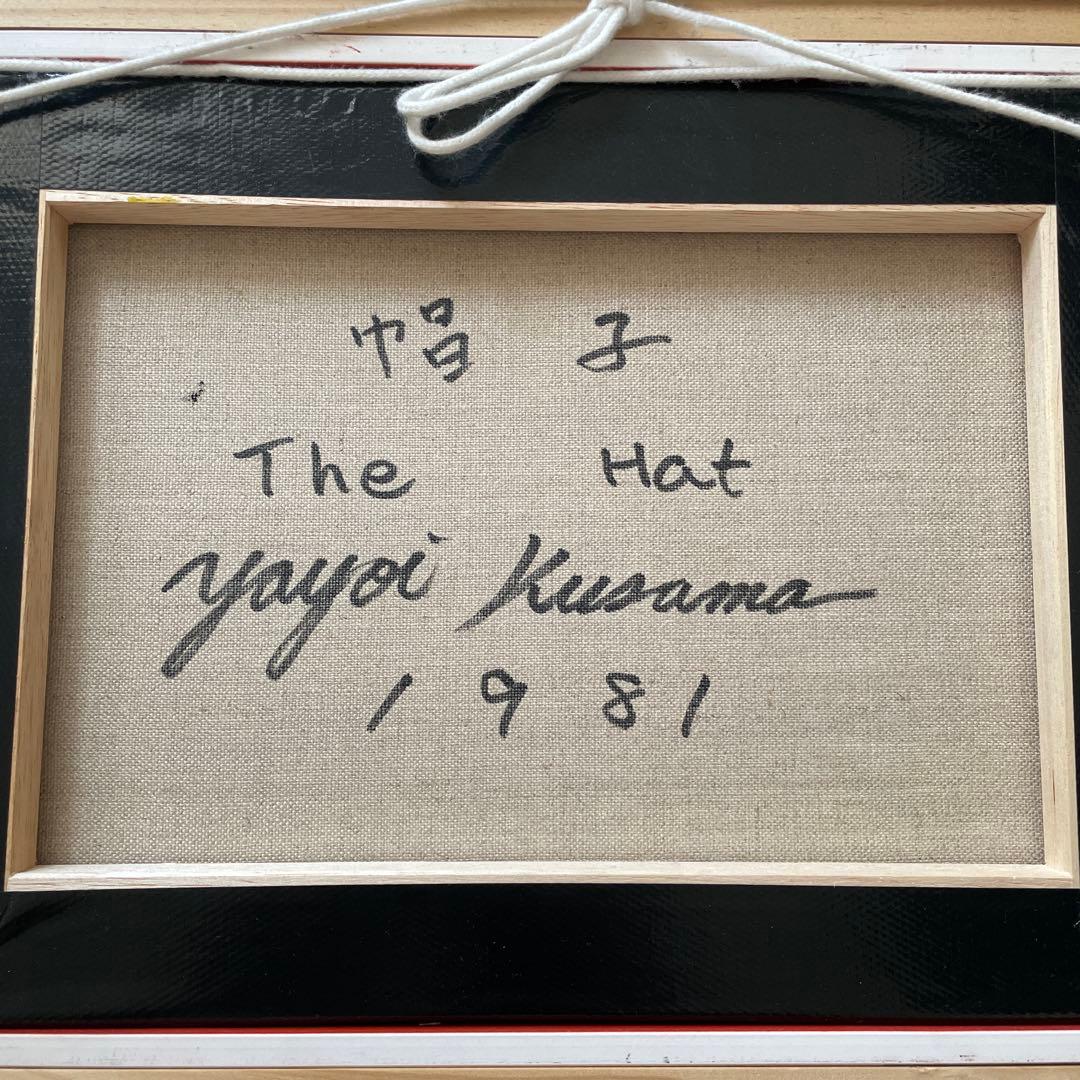 帽子
The Hat
Yayoi Kusama
1981